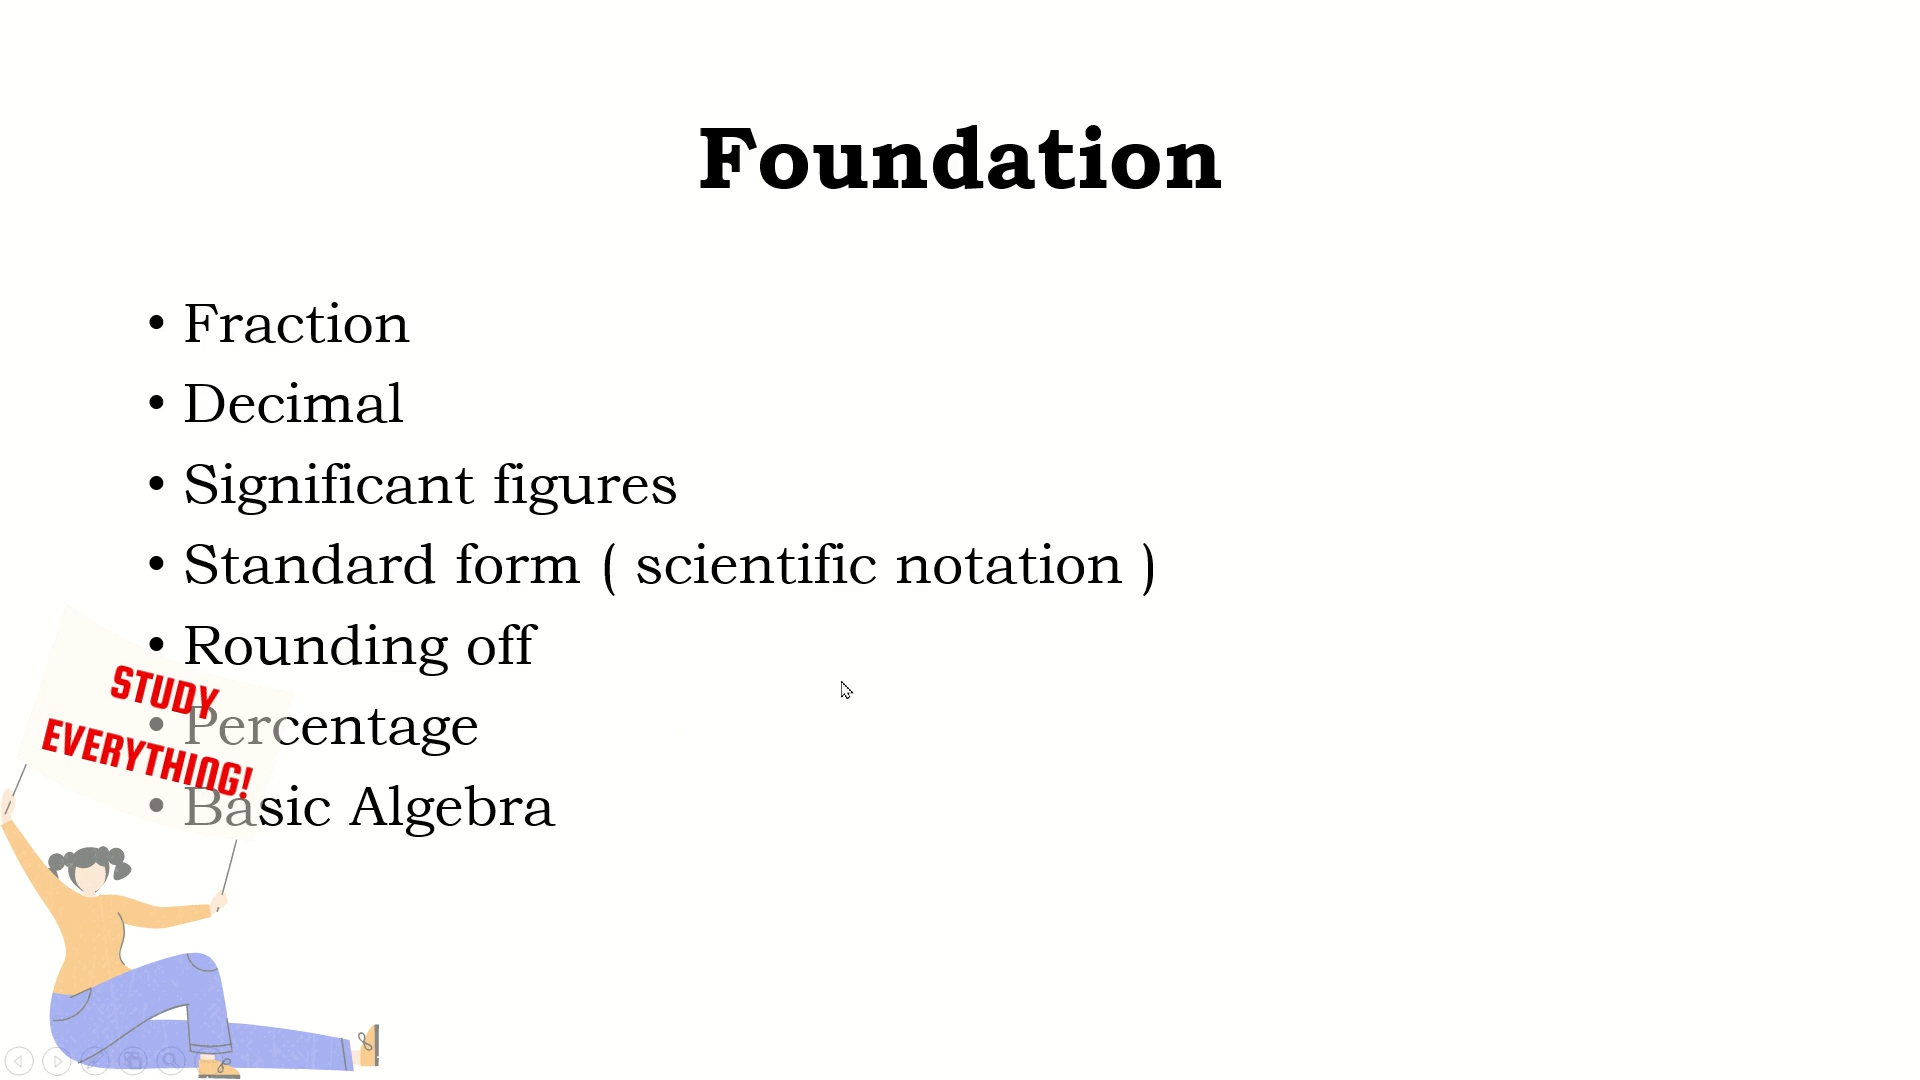 Foundation
• Fraction
• Decimal
• Significant figures
• Standard form ( scientific notation )
• Rounding off
• Percentage
• Basic Algebra
STUDY
EVERYTHING!